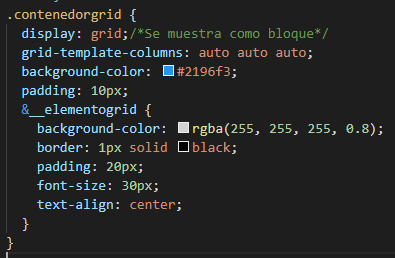 .contenedorgrid {
display: grid;/*Se muestra como bloque*/
grid-template-columns: auto auto auto;
background-color: #2196f3;
padding: 10px;
&__elementogrid {
background-color: rgba(255, 255, 255, 0.8);
border: 1px solid black;
padding: 20px;
font-size: 30px;
text-align: center;
}
}